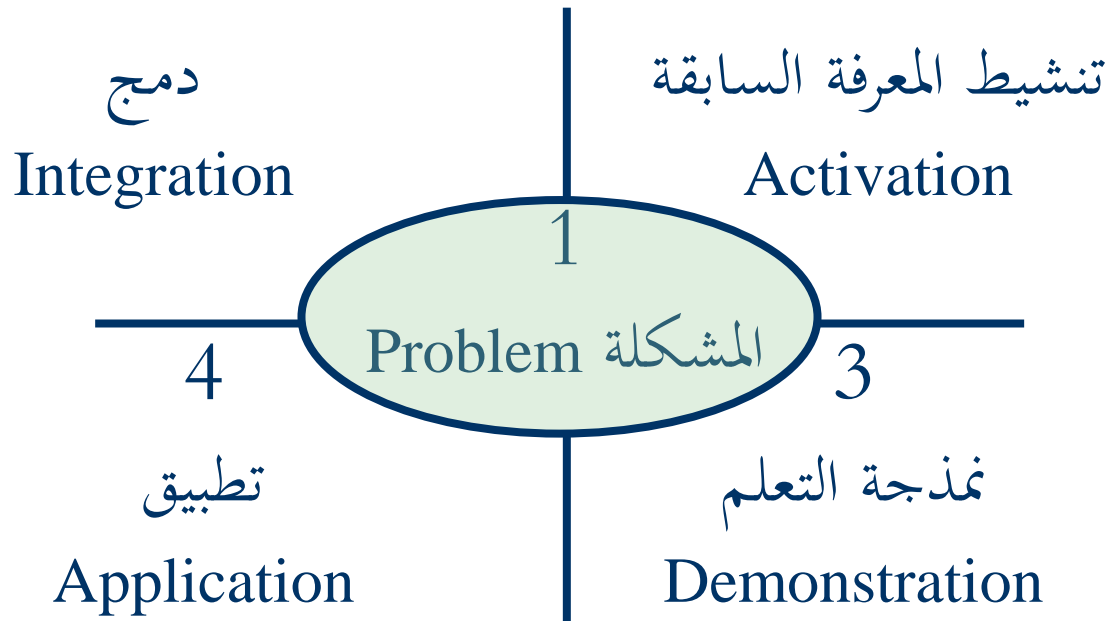 دمج
Integration
تنشيط المعرفة السابقة
Activation
1
Problem المشكلة
4
تطبيق
Application
3
نمذجة التعلم
Demonstration